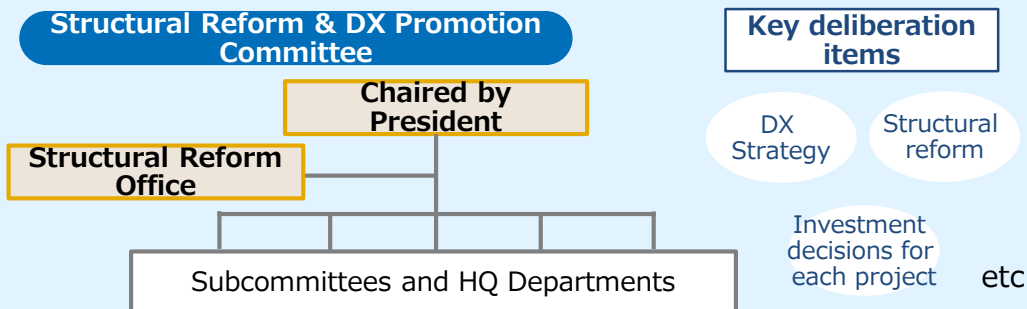 Structural Reform & DX Promotion
Committee
Chaired by
President
Structural Reform
Office
Subcommittees and HQ Departments
Key deliberation
items
DX
Strategy
Structural
reform
Investment
decisions for
each project
etc